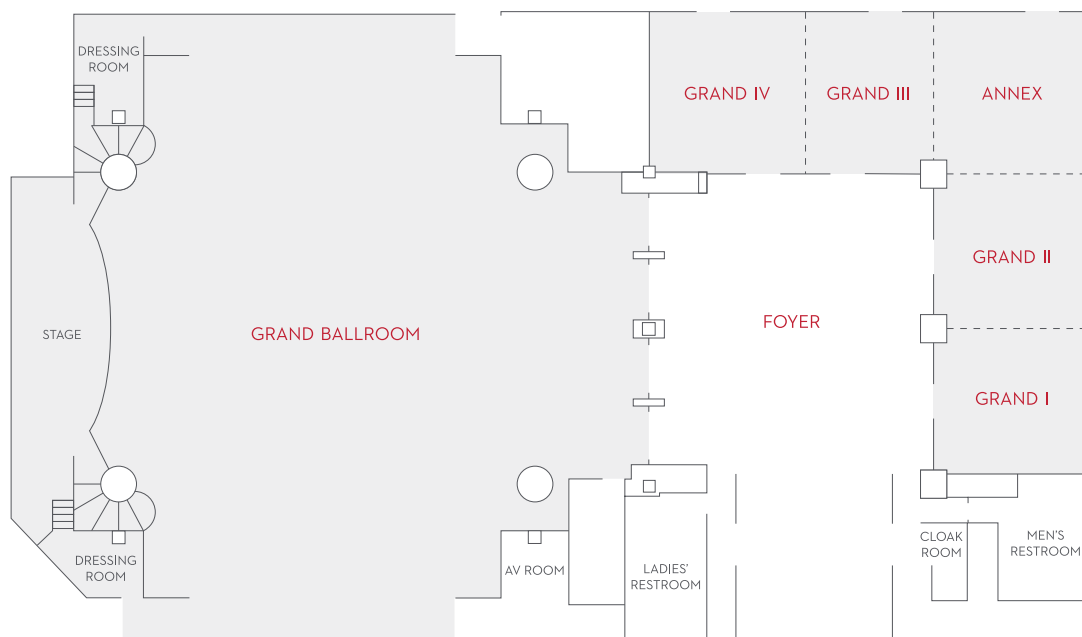 DRESSING
ROOM
GRAND IV
GRAND III
ANNEX
GRAND II
STAGE
GRAND BALLROOM
FOYER
GRAND I
DRESSING
ROOM
AV ROOM
LADIES'
RESTROOM
CLOAK
ROOM
MEN'S
RESTROOM